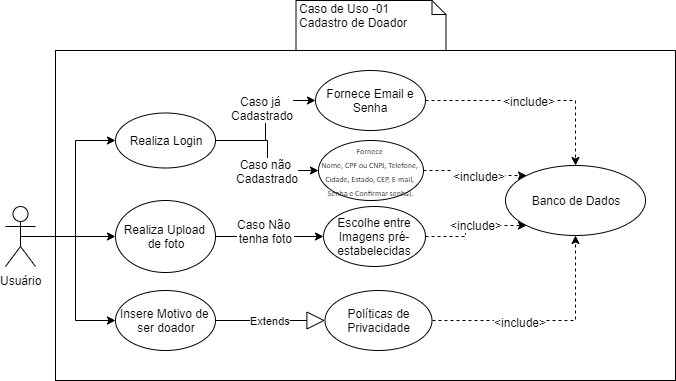 Caso de Uso -01
Cadastro de Doador
Fornece Email e
Senha
<include>
Caso já
Cadastrado
Realiza Login
Fornece
Nome, CPF ou CNPJ, Telefone,
Cidade, Estado, CEP, E-mail,
Senha e Confirmar senha).
Caso não
Cadastrado
<include>
Banco de Dados
Realiza Upload
de foto
Caso Não
tenha foto
Escolhe entre
Imagens pré-
estabelecidas
<include>
Usuário
Insere Motivo de
ser doador
Extends
Políticas de
Privacidade
<include>